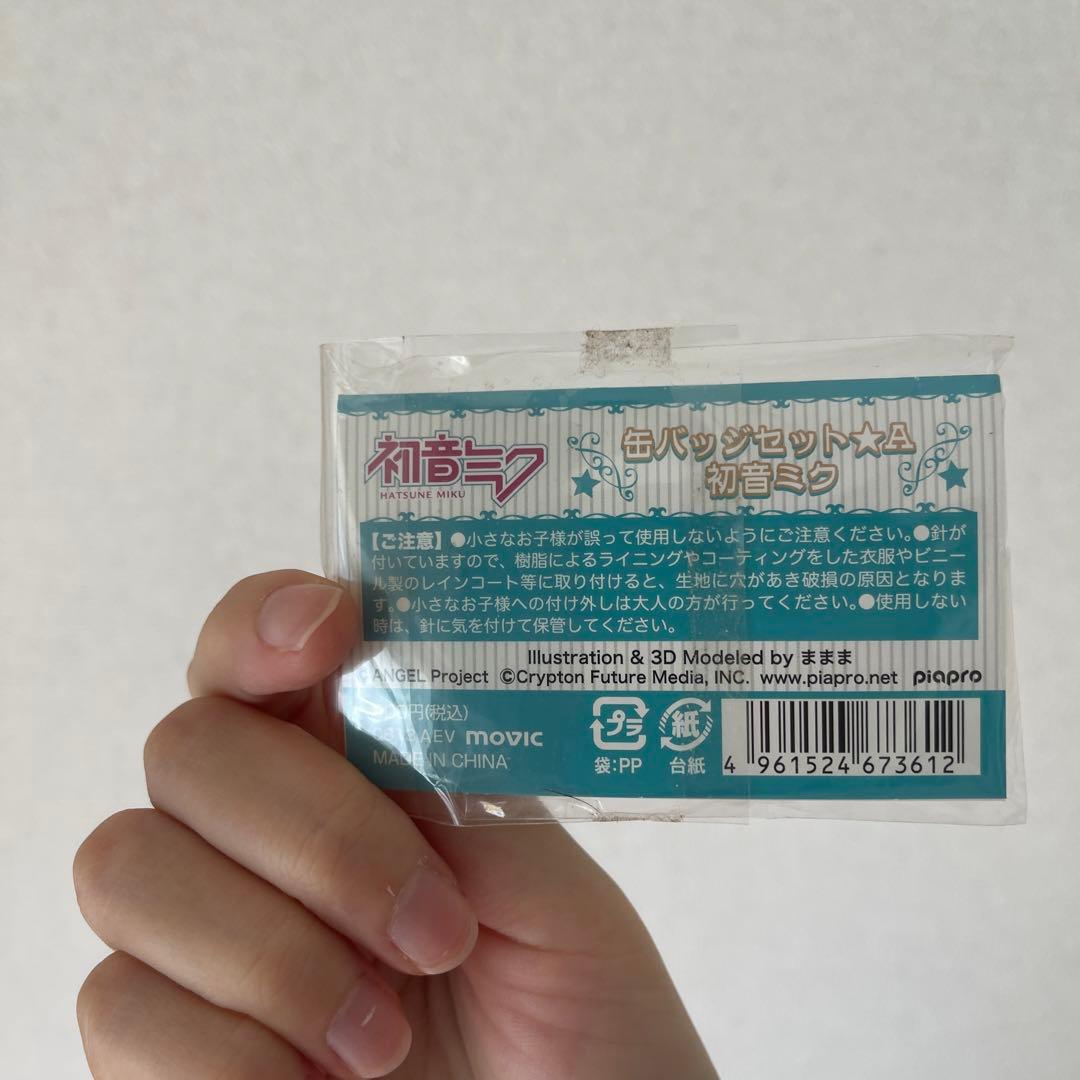 初音ミク
HATSUNE MIKU
缶バッジセット★A
初音ミク
【ご注意】●小さなお子様が誤って使用しないようにご注意ください。●針が
付いていますので、樹脂によるライニングやコーティングをした衣服やビニー
ル製のレインコート等に取り付けると、生地に穴があき破損の原因となりま
す。●小さなお子様への付け外しは大人の方が行ってください。●使用しない
時は、針に気を付けて保管してください。
Illustration & 3D Modeled by ままま
ANGEL Project ©Crypton Future Media, INC. www.piapro.net piapro
円(税込)
AEV movic
MADE IN CHINA
プラ
袋:PP
紙
台紙
4 961524 673612